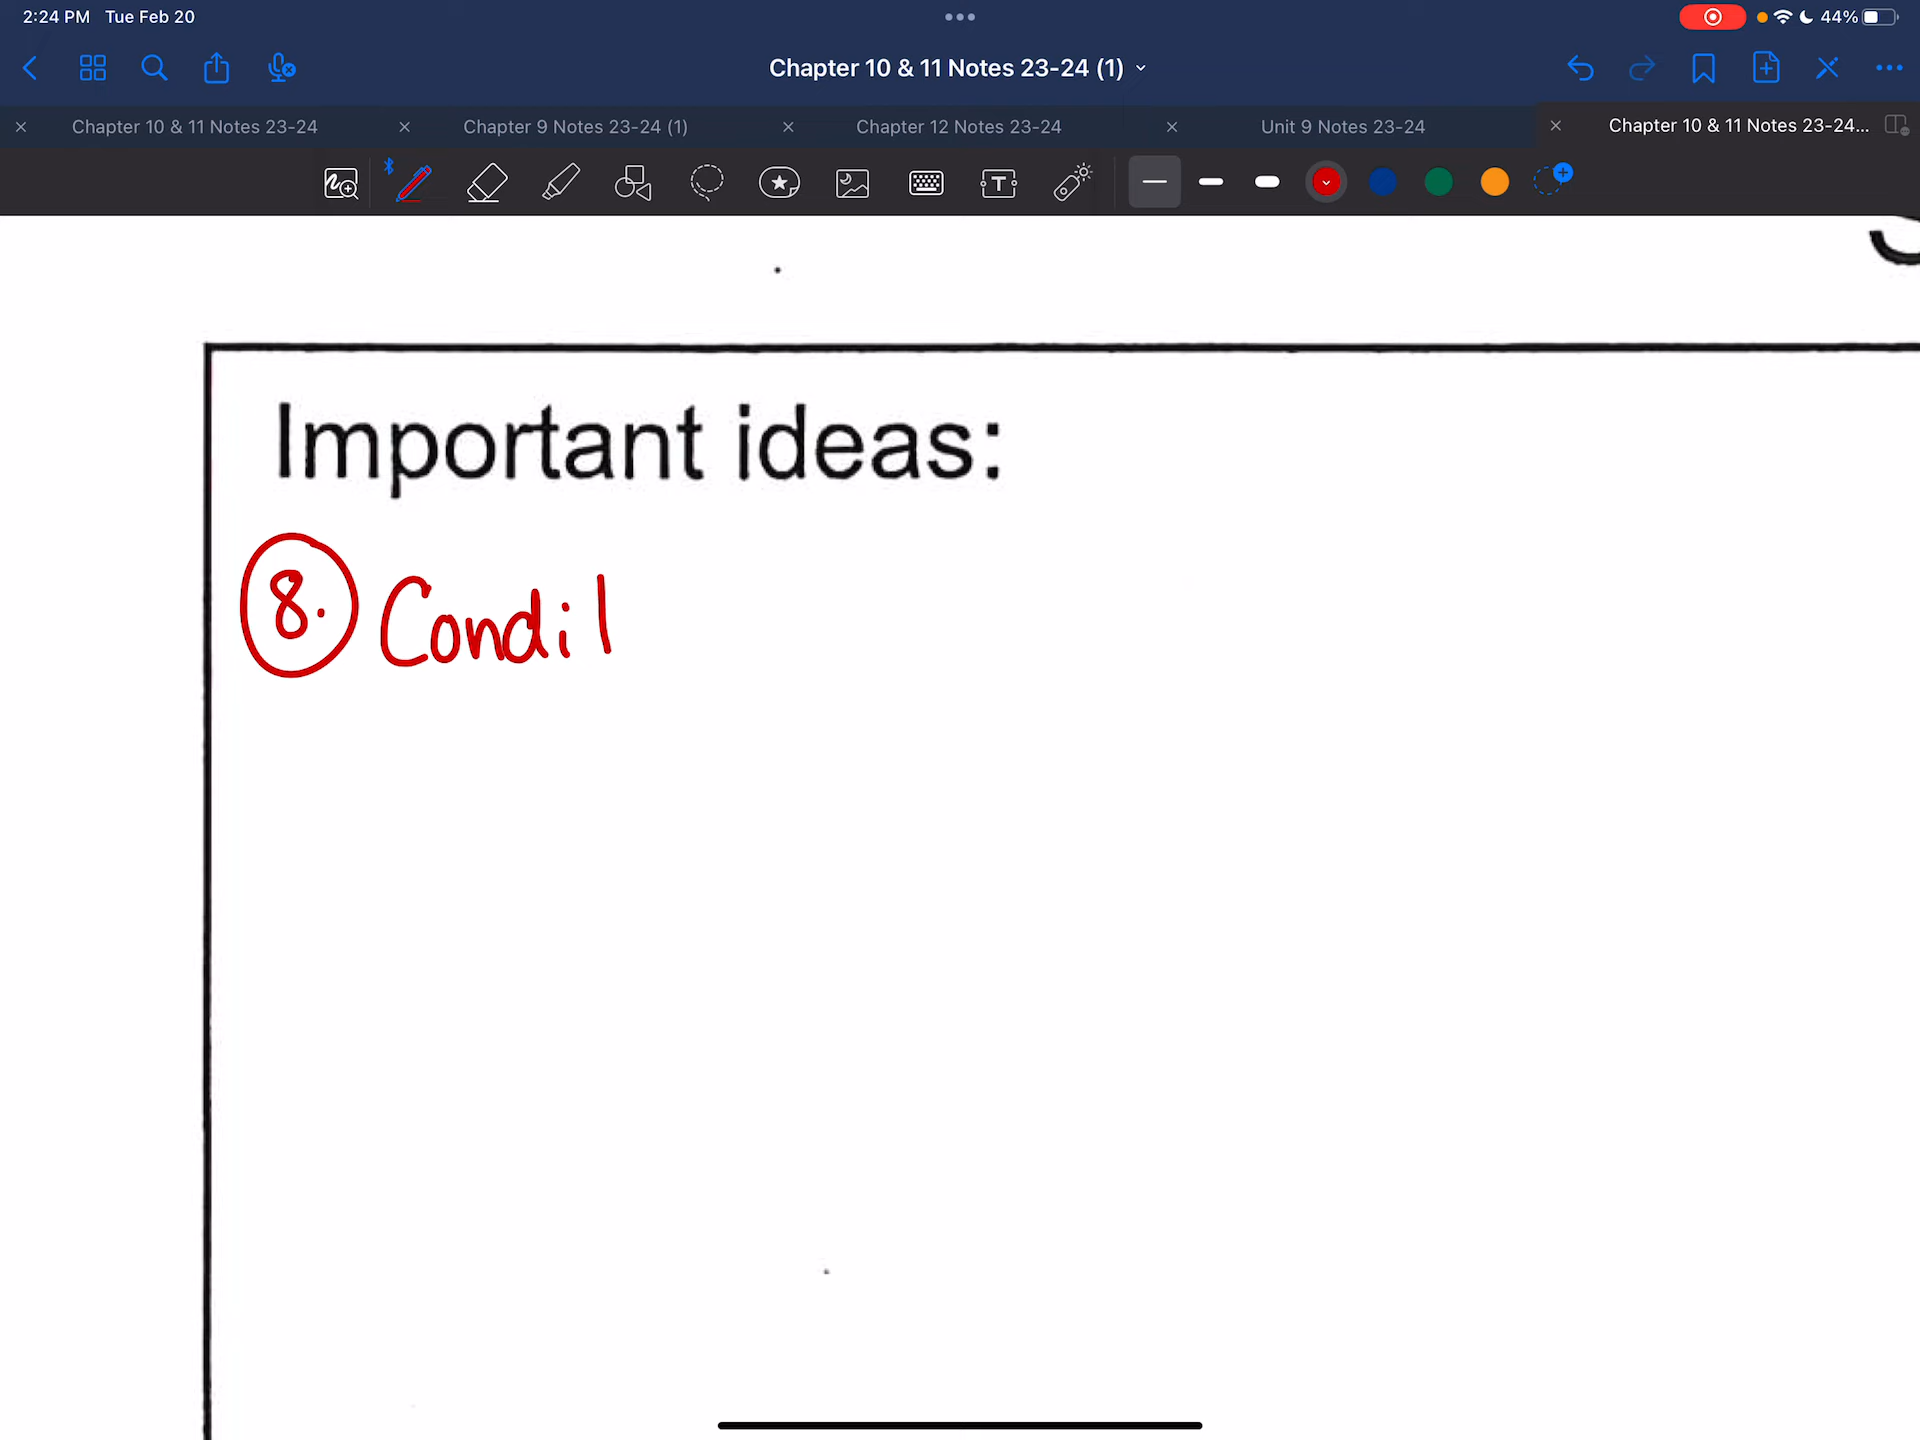 2:24 PM Tue Feb 20
44%
Chapter 10 & 11 Notes 23-24 (1)
Chapter 10 & 11 Notes 23-24
Chapter 9 Notes 23-24 (1)
Chapter 12 Notes 23-24
Unit 9 Notes 23-24
Chapter 10 & 11 Notes 23-24...
T
Important ideas:
8. Condil